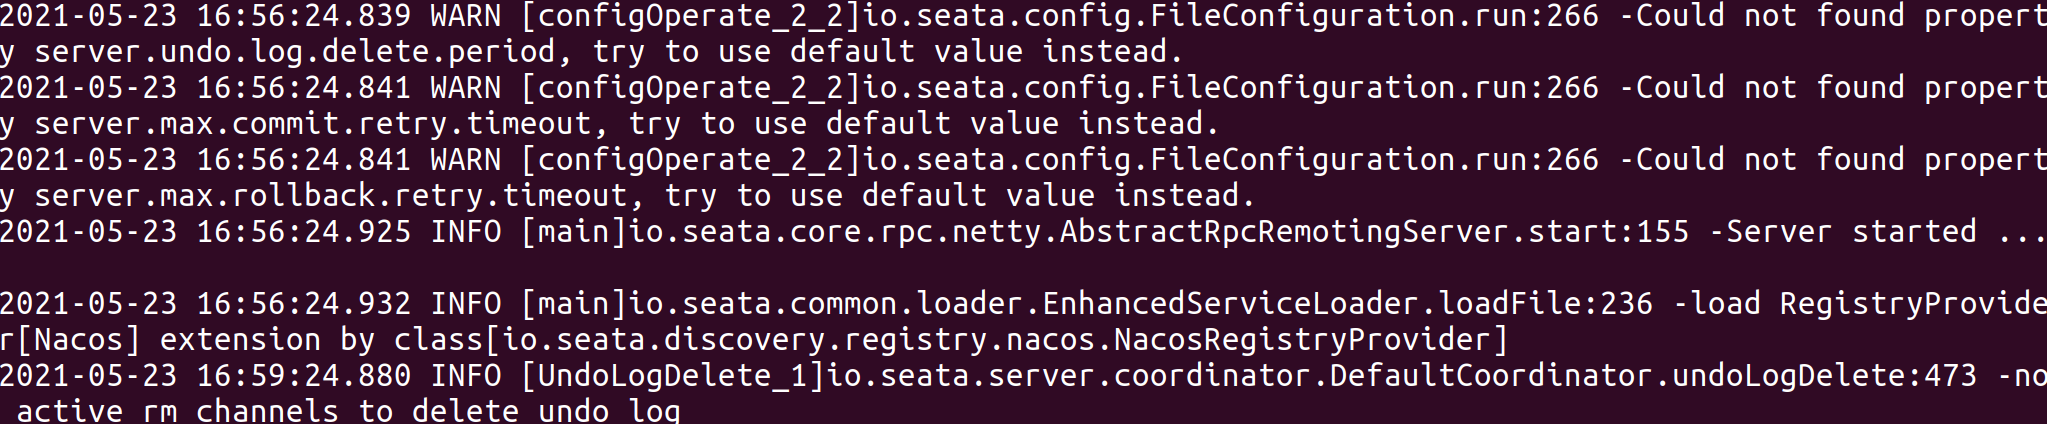 2021-05-23 16:56:24.839 WARN [configOperate_2_2]io.seata.config.FileConfiguration.run:266 -Could not found propert
y server.undo.log.delete.period, try to use default value instead.
2021-05-23 16:56:24.841 WARN [configOperate_2_2]io.seata.config.FileConfiguration.run:266 -Could not found propert
y server.max.commit.retry.timeout, try to use default value instead.
2021-05-23 16:56:24.841 WARN [configOperate_2_2]io.seata.config.FileConfiguration.run:266 -Could not found propert
y server.max.rollback.retry.timeout, try to use default value instead.
2021-05-23 16:56:24.925 INFO [main]io.seata.core.rpc.netty.AbstractRpcRemotingServer.start:155 -Server started ...
2021-05-23 16:56:24.932 INFO [main]io.seata.common.loader.EnhancedServiceLoader.loadFile:236 -load RegistryProvide
r[Nacos] extension by class[io.seata.discovery.registry.nacos.NacosRegistryProvider]
2021-05-23 16:59:24.880 INFO [UndoLogDelete_1]io.seata.server.coordinator.DefaultCoordinator.undoLogDelete:473 -no
 active rm channels to delete undo log